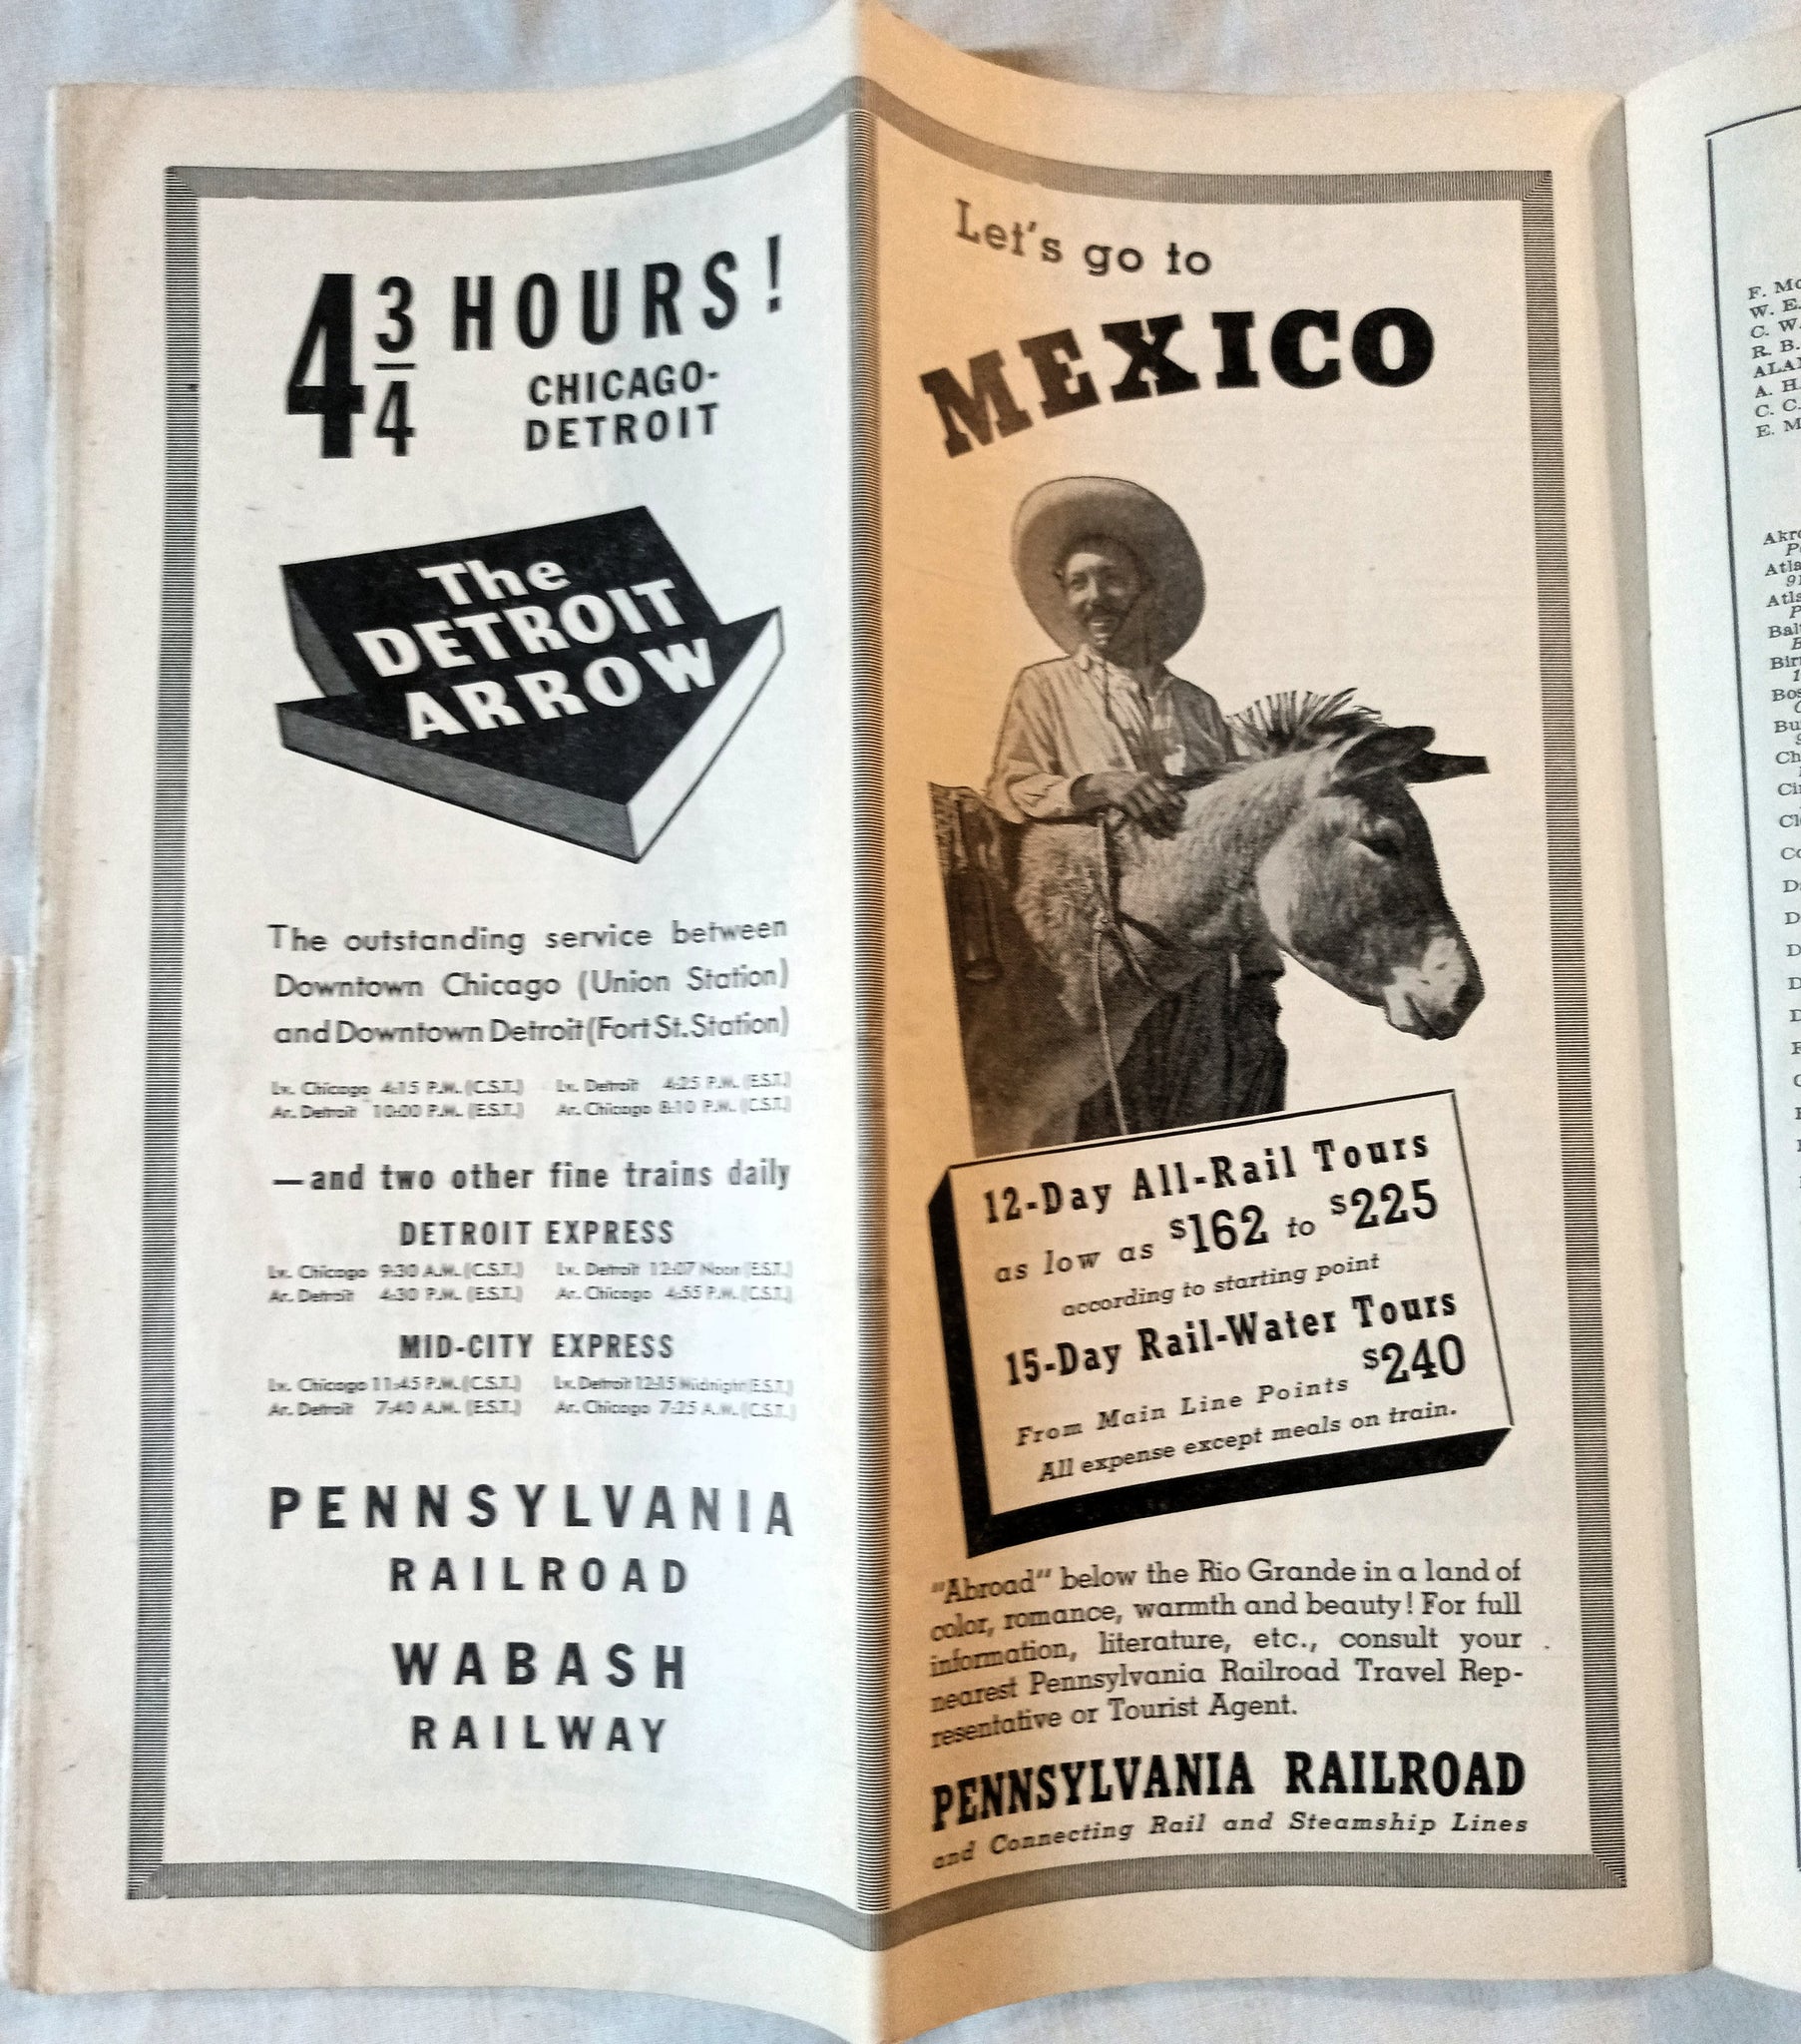 4 3/4 HOURS!
CHICAGO-
DETROIT
The
DETROIT
ARROW
The outstanding service between
Downtown Chicago (Union Station)
and Downtown Detroit (Fort St. Station)
Lv. Chicago 4:15 P.M. (C.S.T.) Lv. Detroit 4:25 P.M. (E.S.T.)
Ar. Detroit 10:00 P.M. (E.S.T.) Ar. Chicago 8:10 P.M. (C.S.T.)
—and two other fine trains daily
DETROIT EXPRESS
Lv. Chicago 9:30 A.M. (C.S.T.) Lv. Detroit 12:07 Noon (E.S.T.)
Ar. Detroit 4:30 P.M. (E.S.T.) Ar. Chicago 4:55 P.M. (C.S.T.)
MID-CITY EXPRESS
Lv. Chicago 11:45 P.M. (C.S.T.) Lv. Detroit 12:15 Midnight (E.S.T.)
Ar. Detroit 7:40 A.M. (E.S.T.) Ar. Chicago 7:25 A.M. (C.S.T.)
PENNSYLVANIA
RAILROAD
WABASH
RAILWAY
Let's go to
MEXICO
12-Day All-Rail Tours
as low as $162 to $225
according to starting point
15-Day Rail-Water Tours
From Main Line Points $240
All expense except meals on train.
"Abroad" below the Rio Grande in a land of
color, romance, warmth and beauty! For full
information, literature, etc., consult your
nearest Pennsylvania Railroad Travel Rep-
resentative or Tourist Agent.
PENNSYLVANIA RAILROAD
and Connecting Rail and Steamship Lines
W. E.
C. W.
R. B.
A. H.
C. C.